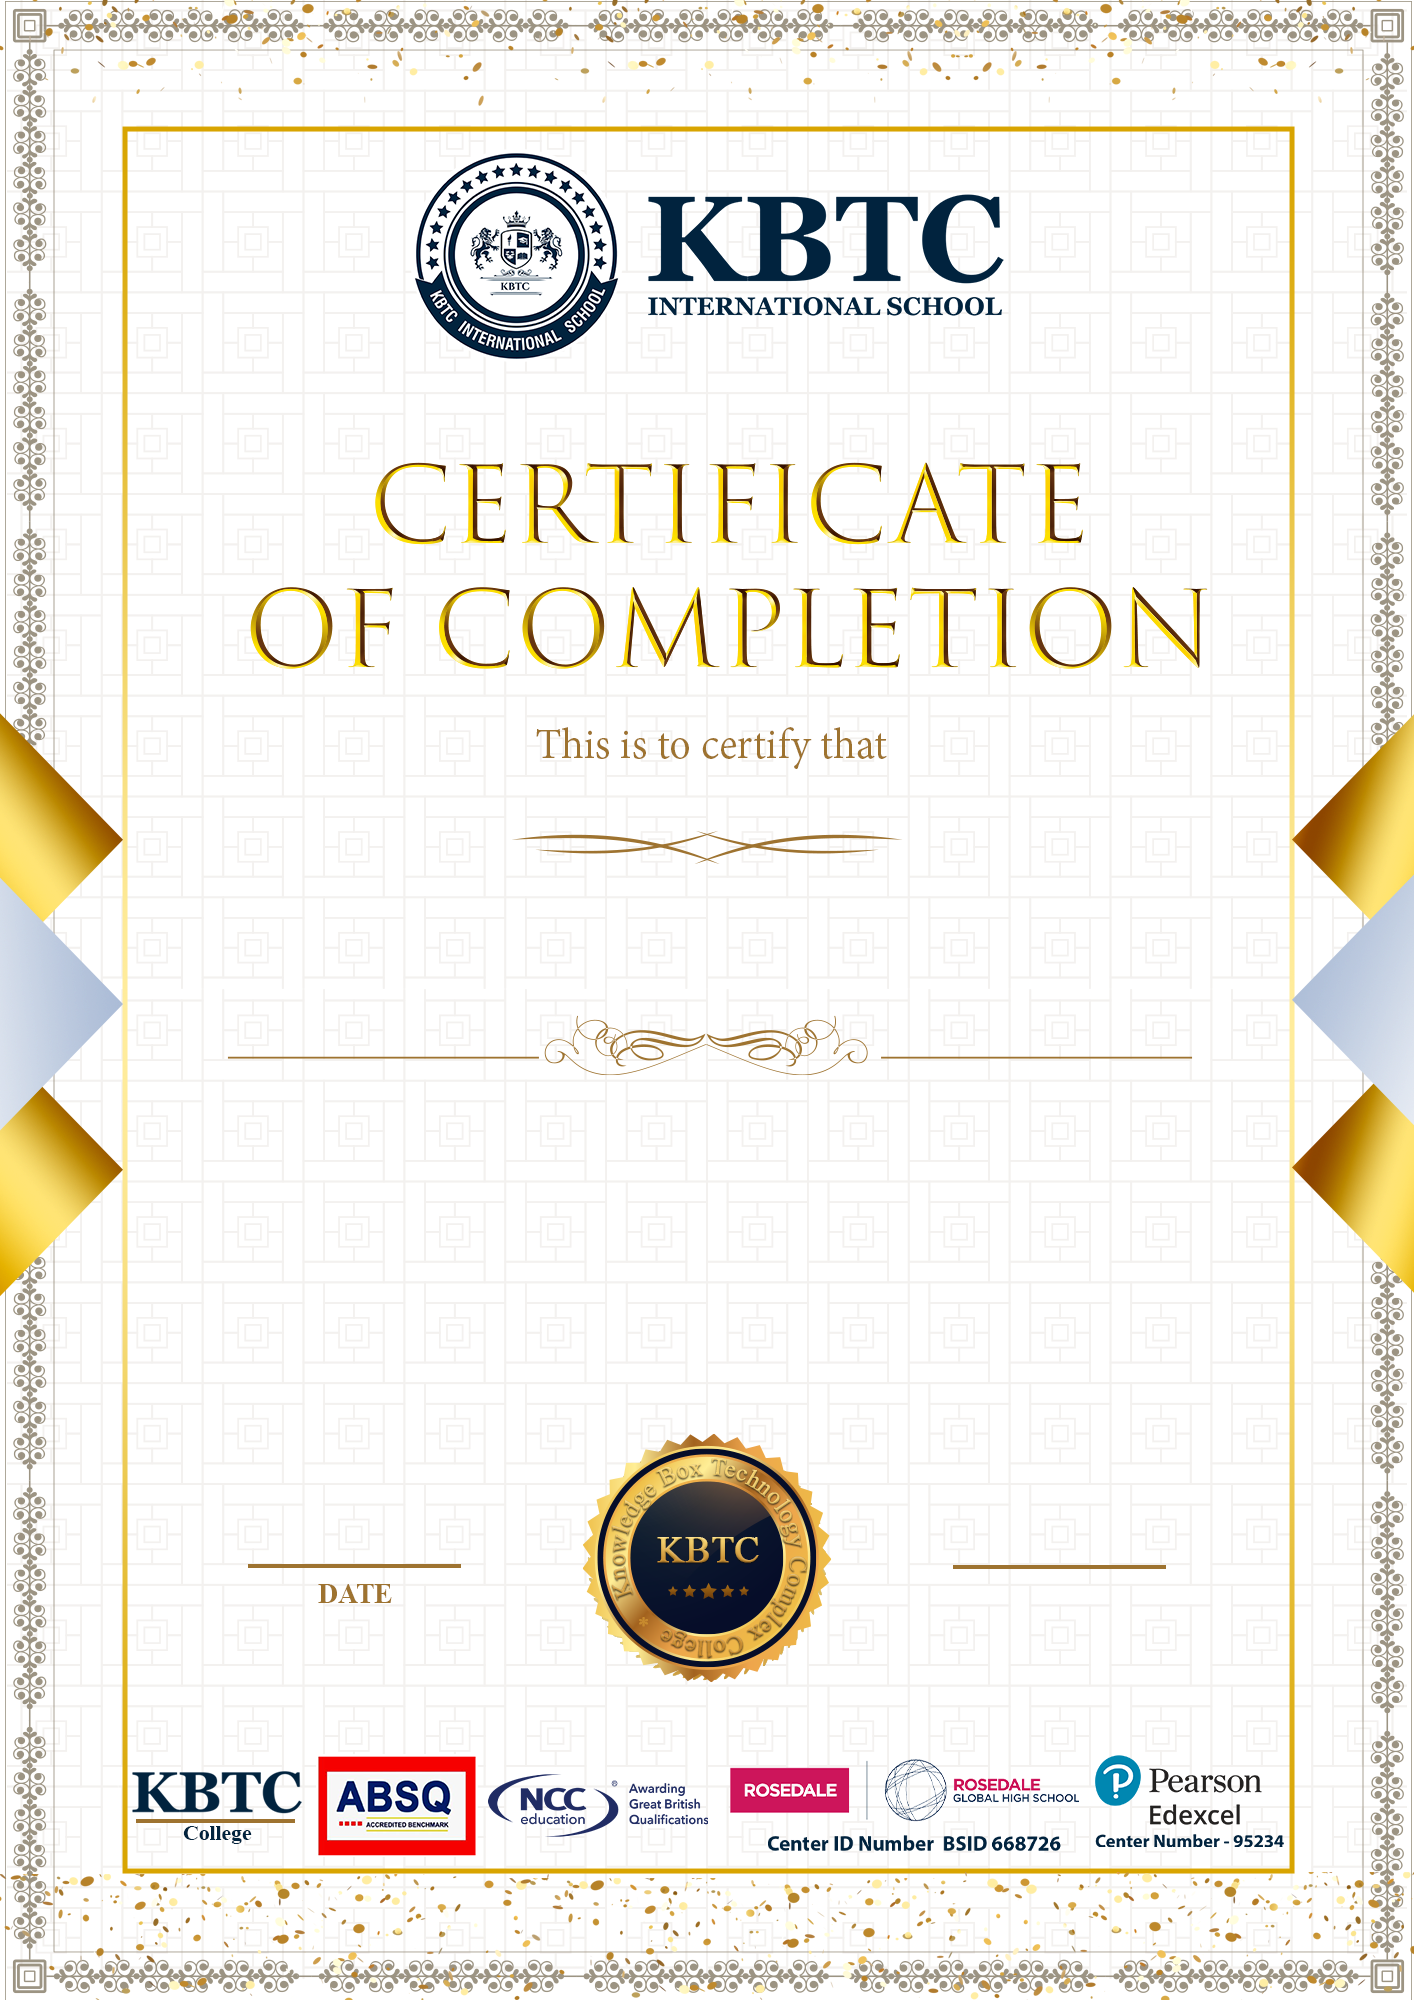 KBTC
KBTC INTERNATIONAL SCHOOL
KBTC
INTERNATIONAL SCHOOL
CERTIFICATE
OF COMPLETION
This is to certify that
Knowledge Box Technology Complex College *
KBTC
DATE
KBTC
College
ABSQ
ACCREDITED BENCHMARK
NCC ®
education
Awarding
Great British
Qualifications
ROSEDALE
ROSEDALE
GLOBAL HIGH SCHOOL
Center ID Number BSID 668726
Pearson
Edexcel
Center Number - 95234